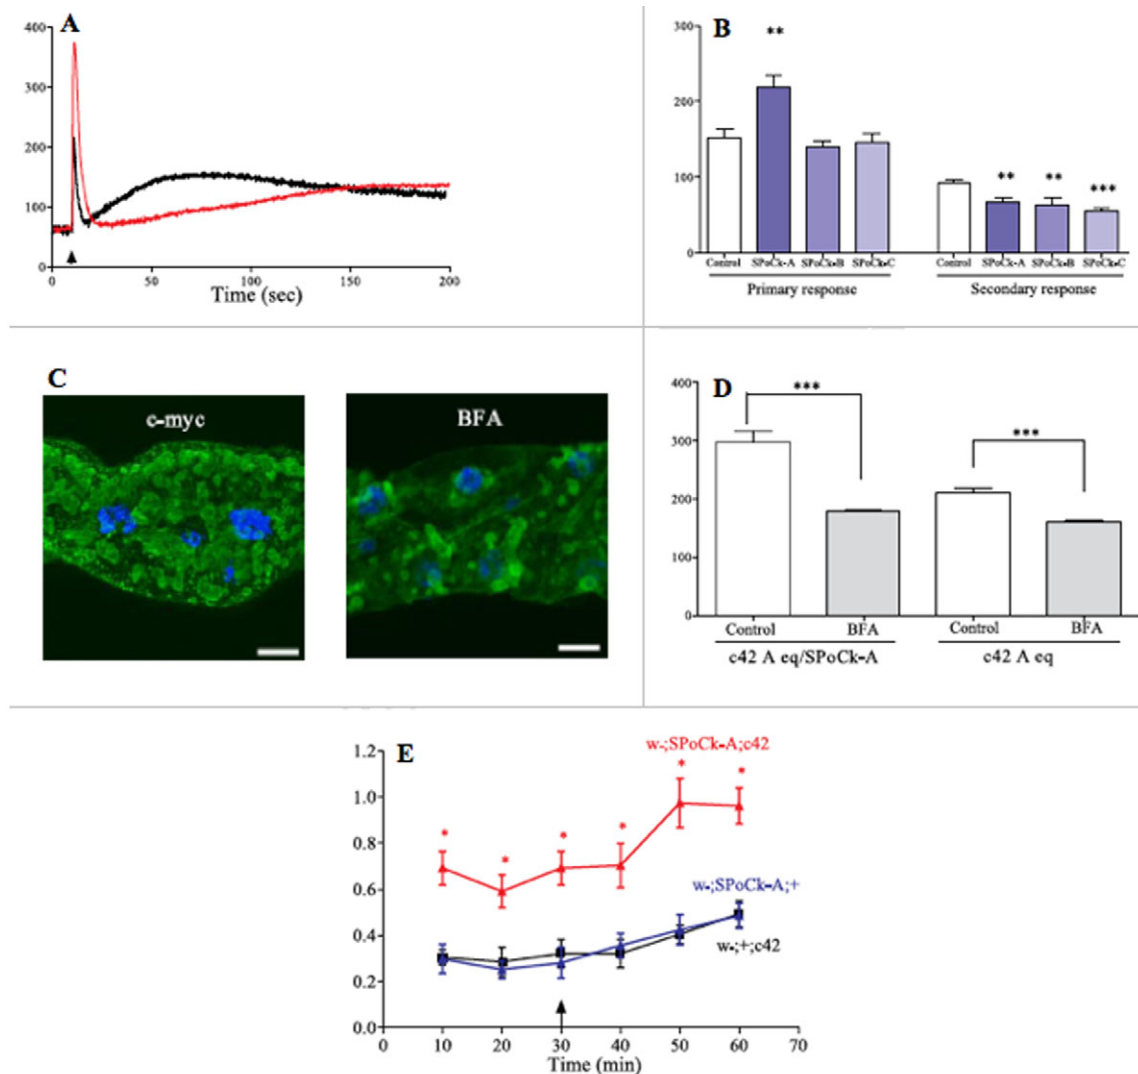 A
400
300
200
100
0
0 50 100 150 200
Time (sec)
B
300
200
100
0
**
** ** ***
Control SPoCk-A SPoCk-B SPoCk-C Control SPoCk-A SPoCk-B SPoCk-C
Primary response Secondary response
C
c-myc BFA
D
400
300
200
100
0
*** ***
Control BFA Control BFA
c42 A eq/SPoCk-A c42 A eq
E
1.2
1.0
0.8
0.6
0.4
0.2
0.0
w-;SPoCk-A;c42
* * * * * *
w-;SPoCk-A;+
w-;+;c42
0 10 20 30 40 50 60 70
Time (min)